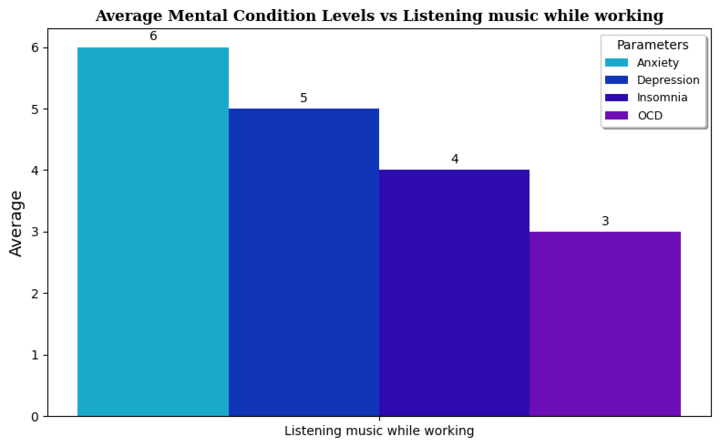 Average Mental Condition Levels vs Listening music while working
Parameters
Anxiety
Depression
Insomnia
OCD
6
5
4
3
Average
6
5
4
3
2
1
0
Listening music while working